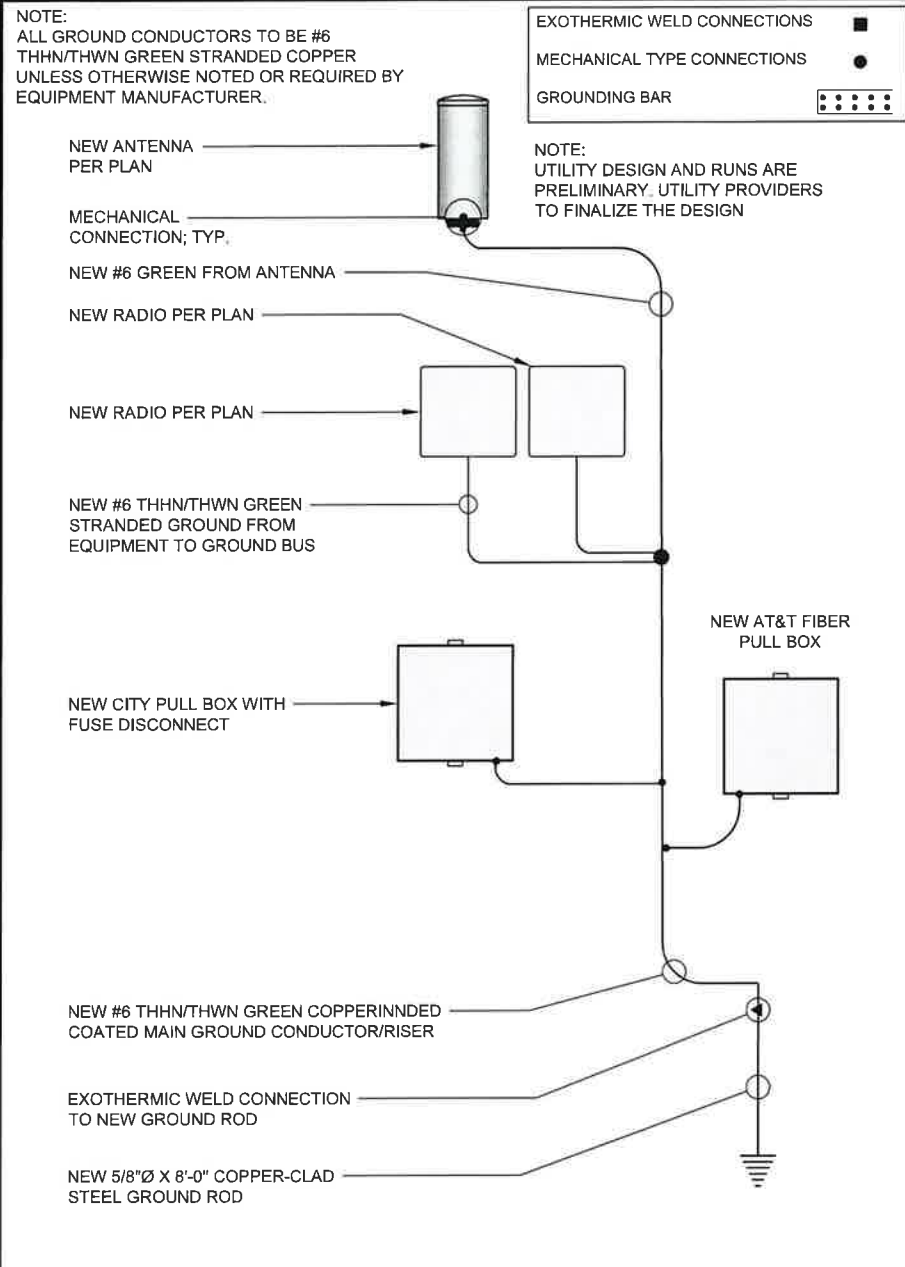 NOTE:
ALL GROUND CONDUCTORS TO BE #6
THHN/THWN GREEN STRANDED COPPER
UNLESS OTHERWISE NOTED OR REQUIRED BY
EQUIPMENT MANUFACTURER.
EXOTHERMIC WELD CONNECTIONS
MECHANICAL TYPE CONNECTIONS
GROUNDING BAR
NOTE:
UTILITY DESIGN AND RUNS ARE
PRELIMINARY. UTILITY PROVIDERS
TO FINALIZE THE DESIGN
NEW ANTENNA
PER PLAN
MECHANICAL
CONNECTION; TYP.
NEW #6 GREEN FROM ANTENNA
NEW RADIO PER PLAN
NEW RADIO PER PLAN
NEW #6 THHN/THWN GREEN
STRANDED GROUND FROM
EQUIPMENT TO GROUND BUS
NEW AT&T FIBER
PULL BOX
NEW CITY PULL BOX WITH
FUSE DISCONNECT
NEW #6 THHN/THWN GREEN COPPERINNDED
COATED MAIN GROUND CONDUCTOR/RISER
EXOTHERMIC WELD CONNECTION
TO NEW GROUND ROD
NEW 5/8"Ø X 8'-0" COPPER-CLAD
STEEL GROUND ROD